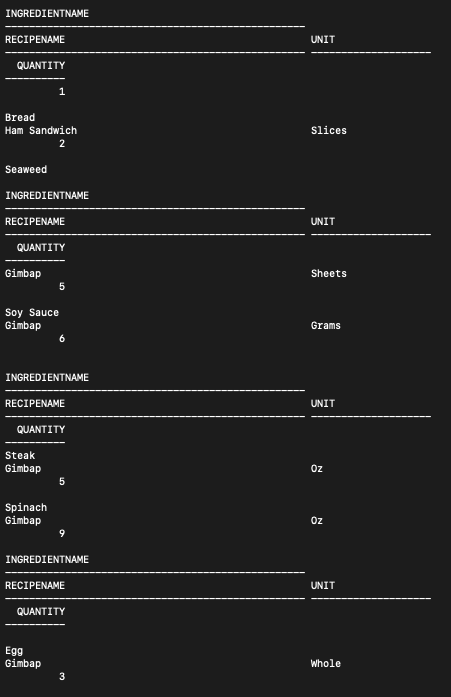 INGREDIENTNAME
--------------------------------------------------
RECIPENAME                                         UNIT
-------------------------------------------------- --------------------
  QUANTITY
----------
         1

Bread
Ham Sandwich                                       Slices
         2

Seaweed

INGREDIENTNAME
--------------------------------------------------
RECIPENAME                                         UNIT
-------------------------------------------------- --------------------
  QUANTITY
----------
Gimbap                                             Sheets
         5

Soy Sauce
Gimbap                                             Grams
         6


INGREDIENTNAME
--------------------------------------------------
RECIPENAME                                         UNIT
-------------------------------------------------- --------------------
  QUANTITY
----------
Steak
Gimbap                                             Oz
         5

Spinach
Gimbap                                             Oz
         9

INGREDIENTNAME
--------------------------------------------------
RECIPENAME                                         UNIT
-------------------------------------------------- --------------------
  QUANTITY
----------

Egg
Gimbap                                             Whole
         3